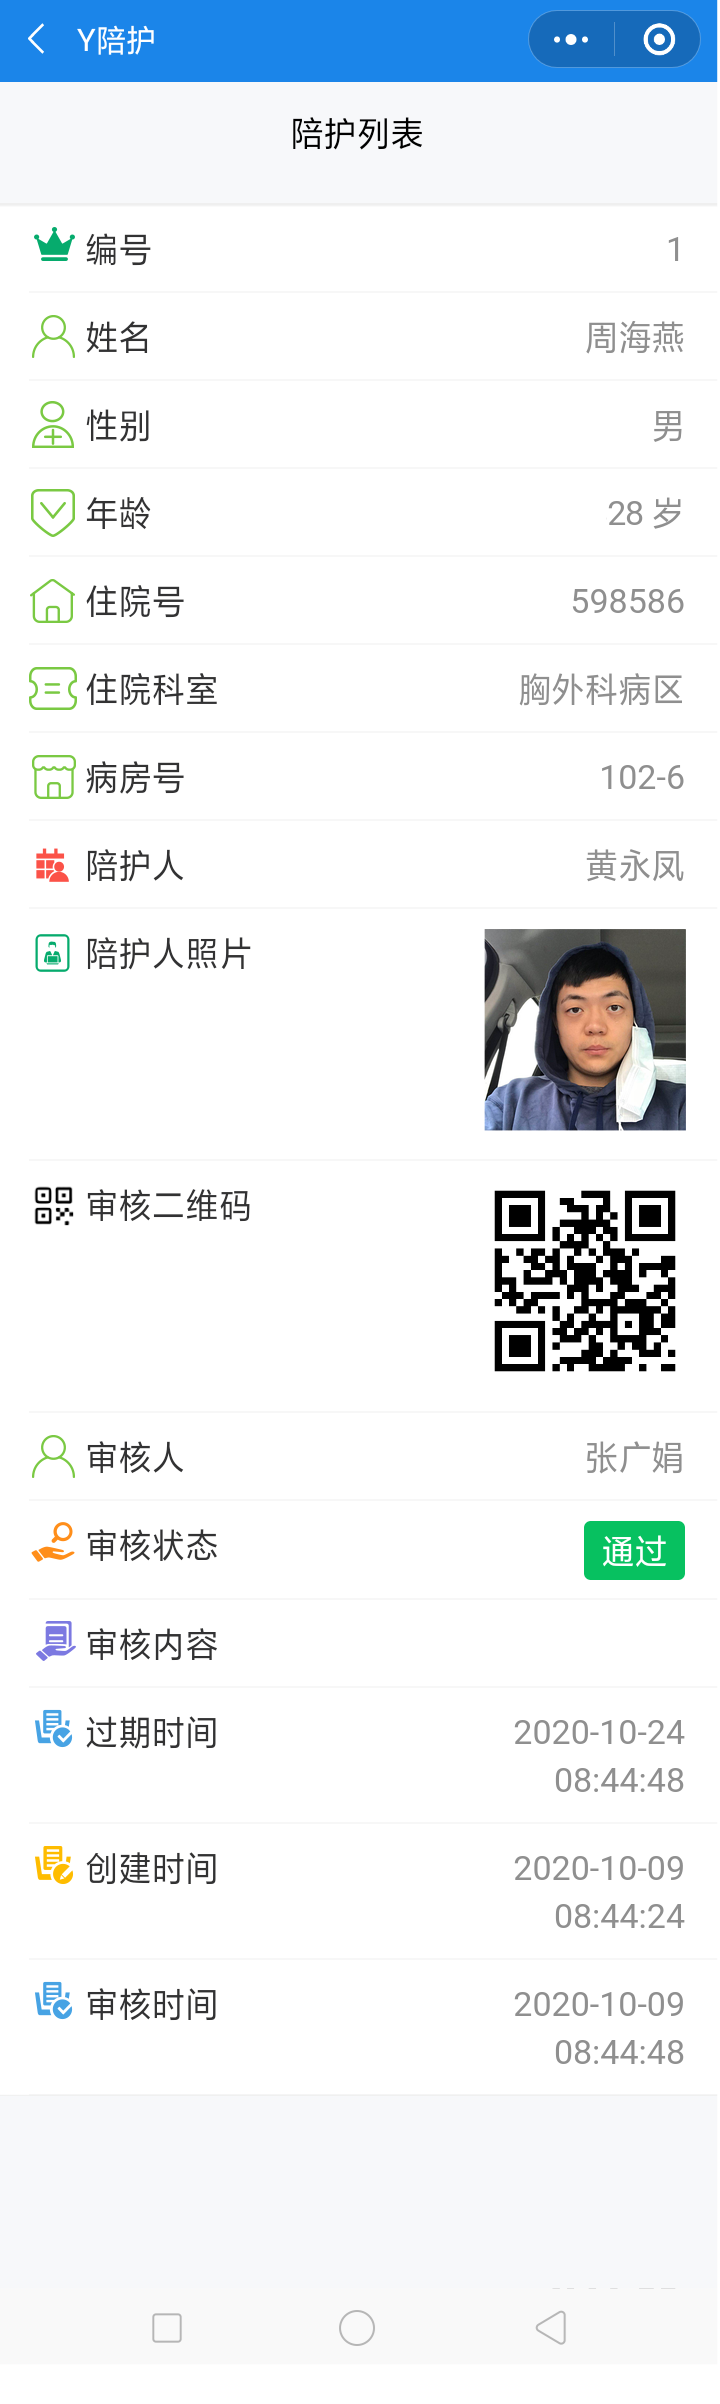 Y陪护
陪护列表
编号 1
姓名 周海燕
性别 男
年龄 28 岁
住院号 598586
住院科室 胸外科病区
病房号 102-6
陪护人 黄永凤
陪护人照片
审核二维码
审核人 张广娟
审核状态 通过
审核内容
过期时间 2020-10-24
08:44:48
创建时间 2020-10-09
08:44:24
审核时间 2020-10-09
08:44:48